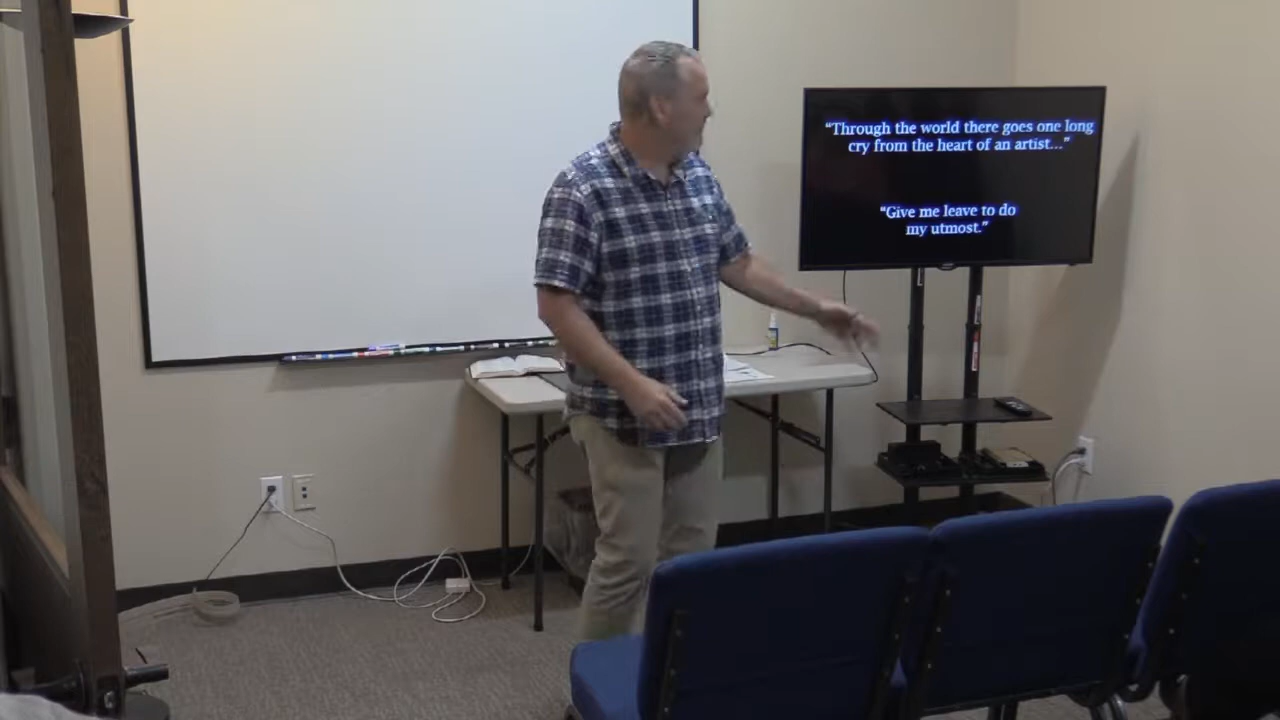 “Through the world there goes one long
cry from the heart of an artist...”
“Give me leave to do
my utmost.”